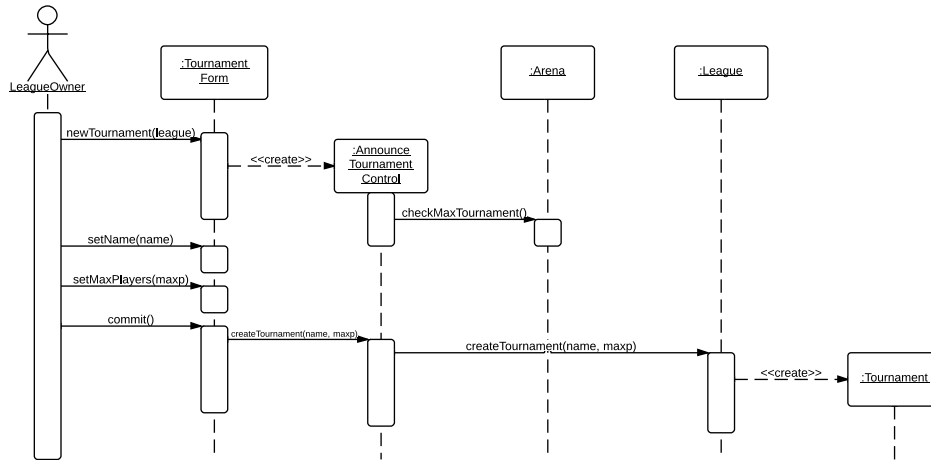 :Tournament
Form
:Arena
:League
LeagueOwner
newTournament(league)
<<create>>
:Announce
Tournament
Control
checkMaxTournament()
setName(name)
setMaxPlayers(maxp)
commit()
createTournament(name, maxp)
createTournament(name, maxp)
<<create>>
:Tournament